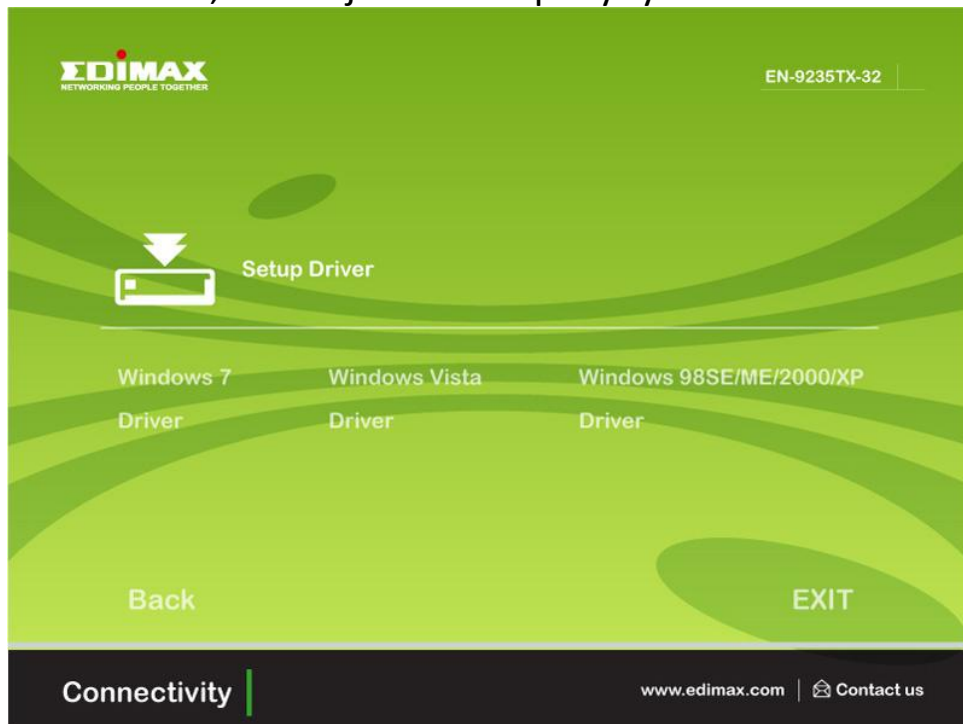 EDIMAX
NETWORKING PEOPLE TOGETHER
EN-9235TX-32
Setup Driver
Windows 7 Driver
Windows Vista Driver
Windows 98SE/ME/2000/XP Driver
Back
EXIT
Connectivity
www.edimax.com
Contact us